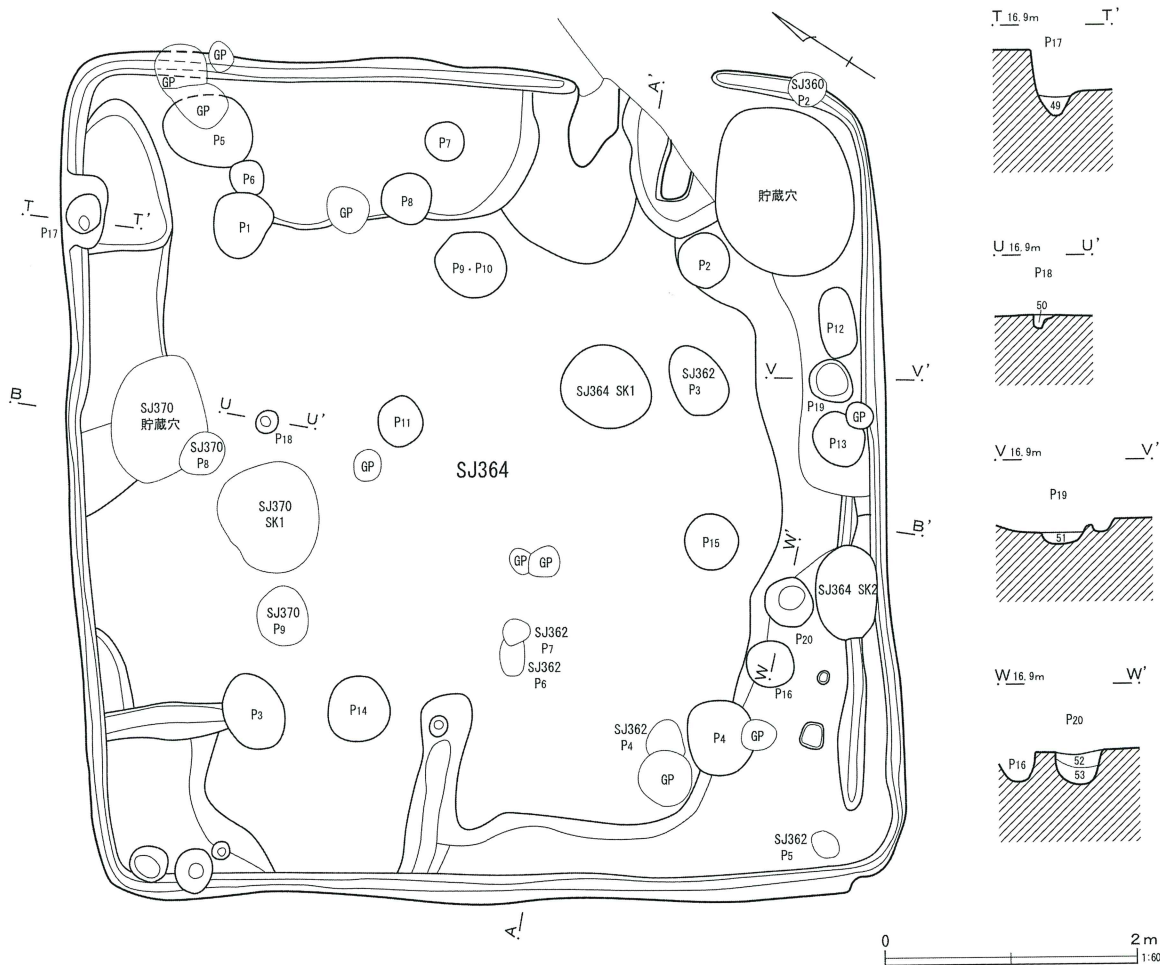 GP
GP
GP
P5
P6
P1
GP
P8
P7
P9・P10
A'
SJ360
P2
貯蔵穴
P2
P12
T
T'
P17
B
SJ370
貯蔵穴
SJ370
P8
U
U'
P18
P11
GP
SJ364 SK1
SJ362
P3
V
V'
P19
GP
P13
SJ364
SJ370
SK1
SJ370
P9
GP
GP
P15
W'
B'
SJ364 SK2
P20
SJ362
P7
SJ362
P6
W
P16
P3
P14
SJ362
P4
P4
GP
GP
SJ362
P5
A
T 16.9m T'
P17
49
U 16.9m U'
P18
50
V 16.9m V'
P19
51
W 16.9m W'
P20
P16
52
53
0 2m
1:60